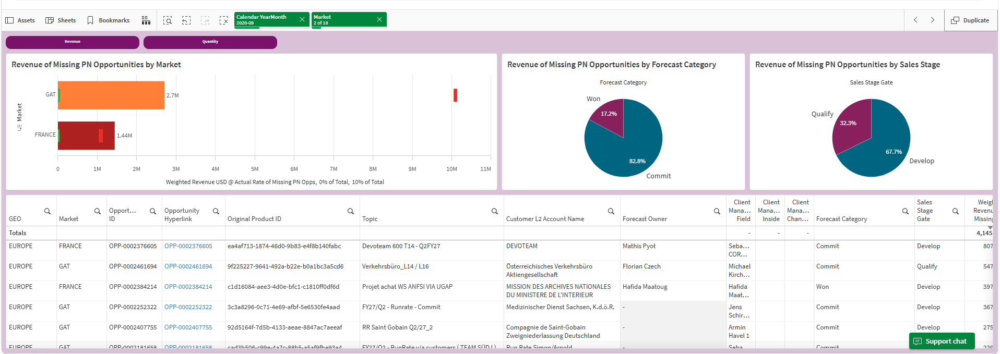 Assets
Sheets
Bookmarks
Calendar YearMonth
2026-09
Market
2 of 16
Duplicate
Revenue
Quantity
Revenue of Missing PN Opportunities by Market
Market
GAT
2.7M
FRANCE
1.44M
0 1M 2M 3M 4M 5M 6M 7M 8M 9M 10M 11M
Weighted Revenue USD @ Actual Rate of Missing PN Opps, 0% of Total, 10% of Total
Revenue of Missing PN Opportunities by Forecast Category
Forecast Category
Won
17.2%
82.8%
Commit
Revenue of Missing PN Opportunities by Sales Stage
Sales Stage Gate
Qualify
32.3%
67.7%
Develop
GEO
Market
Opport...
ID
Opportunity
Hyperlink
Original Product ID
Topic
Customer L2 Account Name
Forecast Owner
Client
Mana...
Field
Client
Mana...
Inside
Client
Mana...
Chan...
Forecast Category
Sales
Stage
Gate
Weigl
Revenu
Missing
Totals - - - 4,145
EUROPE FRANCE OPP-0002376605 OPP-0002376605 ea4af713-1874-46d0-9b83-e4f8b140fabc Devoteam 600 T14 - Q2FY27 DEVOTEAM Mathis Pyot Seba... Commit Develop 807
COR...
EUROPE GAT OPP-0002461694 OPP-0002461694 9f225227-9641-492a-b22e-b0a1bc3a5cd6 Verkehrsbüro_L14 / L16 Österreichisches Verkehrsbüro Florian Czech Michael Commit Qualify 547
Aktiengesellschaft Kirch...
EUROPE FRANCE OPP-0002384214 OPP-0002384214 c1d16084-aee3-4d0e-bfc1-c1810ff0df6d Projet achat WS ANFSI VIA UGAP MISSION DES ARCHIVES NATIONALES Hafida Maatoug Hafida Won Develop 397
DU MINISTERE DE L'INTERIEUR Maat...
EUROPE GAT OPP-0002252322 OPP-0002252322 3c3a8296-0c71-4e69-afbf-5e6530fe4aad FY27/Q2 - Runrate - Commit Medizinischer Dienst Sachsen, K.d.ö.R. - Jens Commit Develop 367
Schir...
EUROPE GAT OPP-0002407755 OPP-0002407755 92d5164f-7d5b-4133-aeae-8847ac7aeeaf RR Saint Gobain Q2/27_2 Compagnie de Saint-Gobain - Armin Commit Develop 275
Zweigniederlassung Deutschland Havel 1
EUROPE GAT OPP-0002181658 OPP-0002181658 cad3b506-c99e-4a7c-88b5-a5af9fbe93a4 FY27/Q2 - RunRate v/a customers ( TEAM SÜD L) Run Rate Simon/Arnold - Seba Commit 229
Support chat